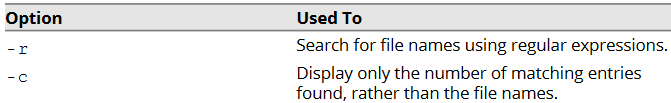 Option Used To
-r Search for file names using regular expressions.
-c Display only the number of matching entries
found, rather than the file names.